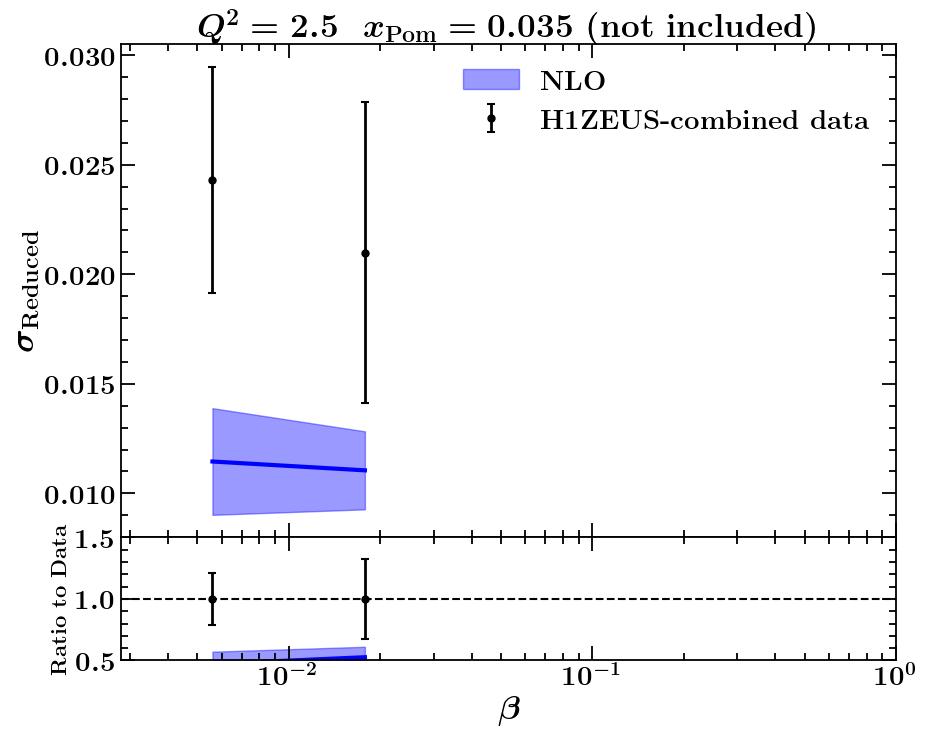 Q² = 2.5 x_Pom = 0.035 (not included)
NLO
H1ZEUS-combined data
0.030
0.025
0.020
0.015
0.010
σ_Reduced
1.5
1.0
0.5
Ratio to Data
10⁻² 10⁻¹ 10⁰
β